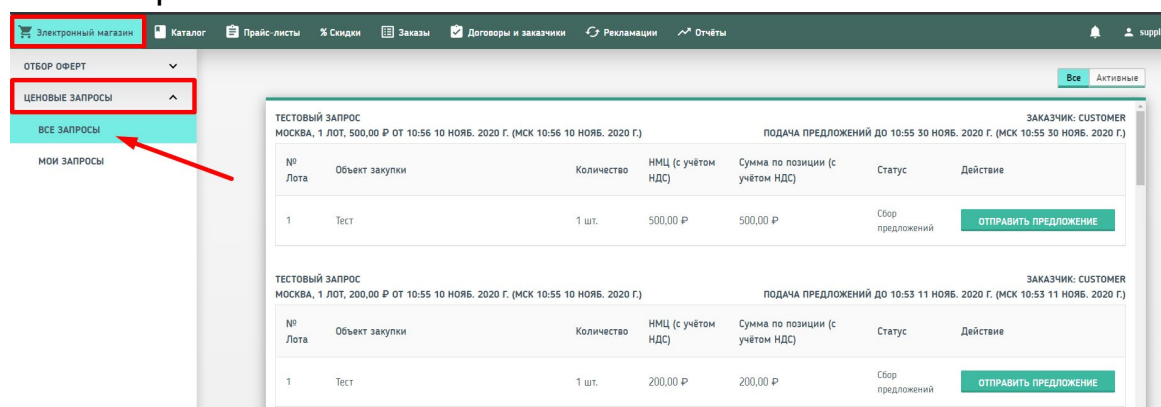 Электронный магазин Каталог Прайс-листы % Скидки Заказы Договоры и заказчики Рекламации Отчёты suppl
ОТБОР ОФЕРТ
Все Активные
ЦЕНОВЫЕ ЗАПРОСЫ
ВСЕ ЗАПРОСЫ
МОИ ЗАПРОСЫ
ТЕСТОВЫЙ ЗАПРОС ЗАКАЗЧИК: CUSTOMER
МОСКВА, 1 ЛОТ, 500,00 ₽ ОТ 10:56 10 НОЯБ. 2020 Г. (МСК 10:56 10 НОЯБ. 2020 Г.) ПОДАЧА ПРЕДЛОЖЕНИЙ ДО 10:55 30 НОЯБ. 2020 Г. (МСК 10:55 30 НОЯБ. 2020 Г.)
№ Лота Объект закупки Количество НМЦ (с учётом НДС) Сумма по позиции (с учётом НДС) Статус Действие
1 Тест 1 шт. 500,00 ₽ 500,00 ₽ Сбор предложений ОТПРАВИТЬ ПРЕДЛОЖЕНИЕ
ТЕСТОВЫЙ ЗАПРОС ЗАКАЗЧИК: CUSTOMER
МОСКВА, 1 ЛОТ, 200,00 ₽ ОТ 10:55 10 НОЯБ. 2020 Г. (МСК 10:55 10 НОЯБ. 2020 Г.) ПОДАЧА ПРЕДЛОЖЕНИЙ ДО 10:53 11 НОЯБ. 2020 Г. (МСК 10:53 11 НОЯБ. 2020 Г.)
№ Лота Объект закупки Количество НМЦ (с учётом НДС) Сумма по позиции (с учётом НДС) Статус Действие
1 Тест 1 шт. 200,00 ₽ 200,00 ₽ Сбор предложений ОТПРАВИТЬ ПРЕДЛОЖЕНИЕ